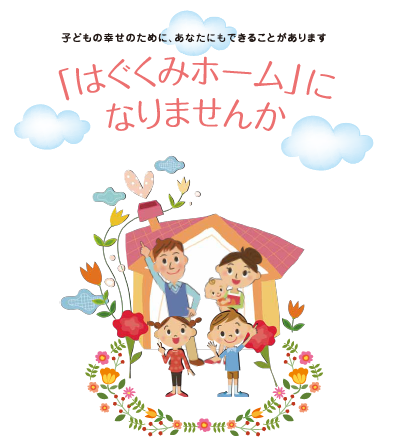 子どもの幸せのために、あなたにもできることがあります
「はぐくみホーム」に
なりませんか